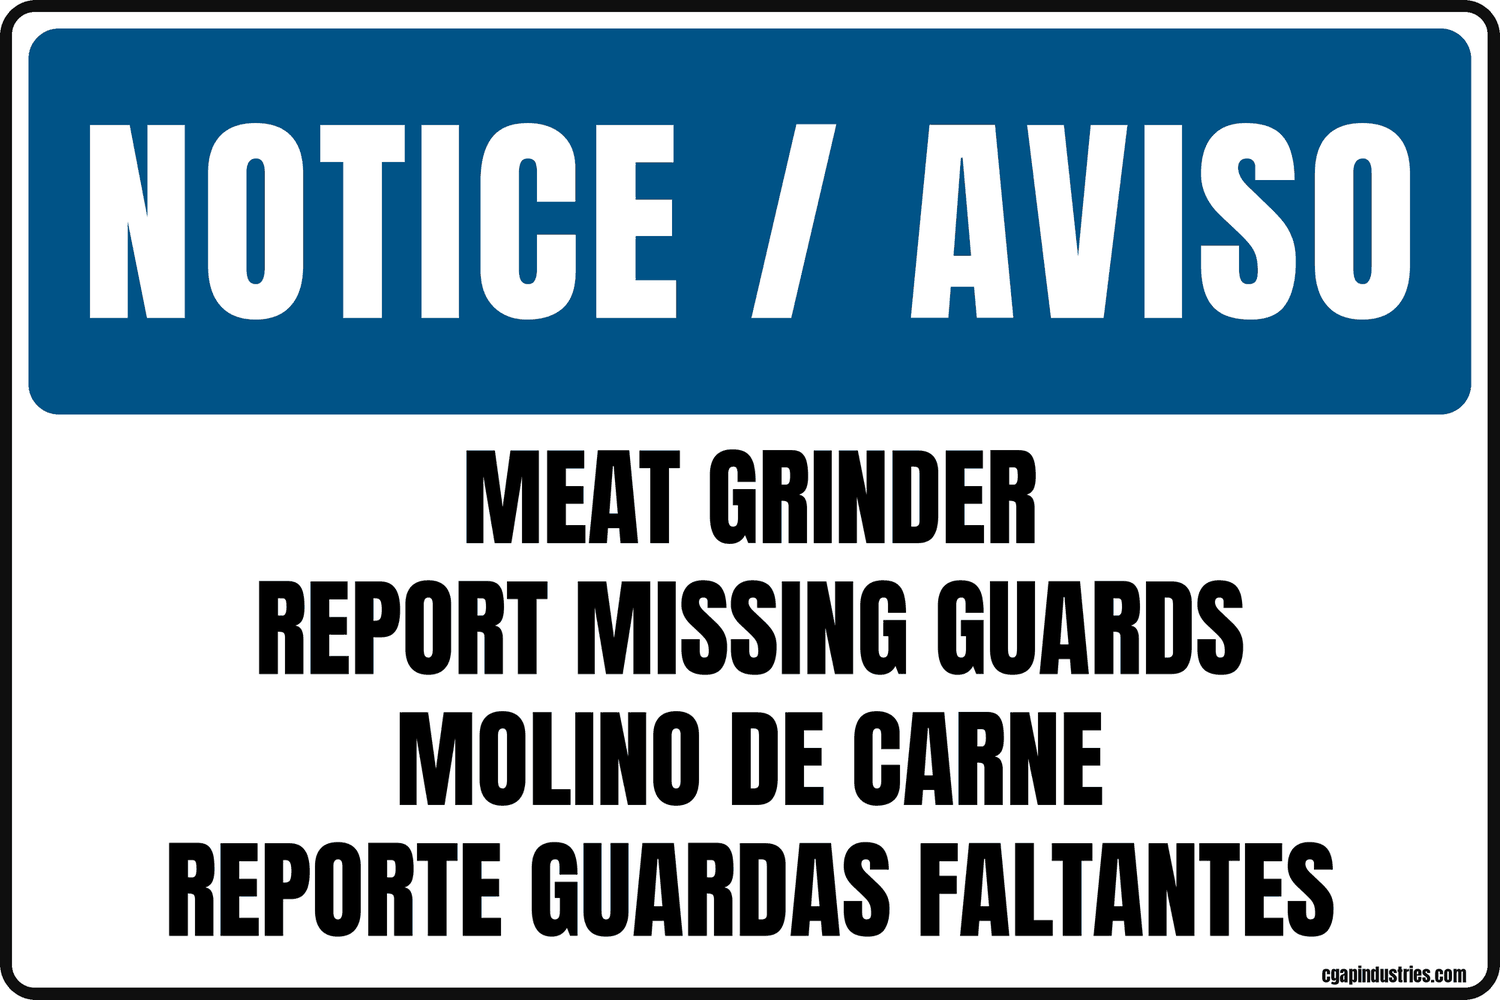 NOTICE / AVISO
MEAT GRINDER
REPORT MISSING GUARDS
MOLINO DE CARNE
REPORTE GUARDAS FALTANTES
cgapindustries.com